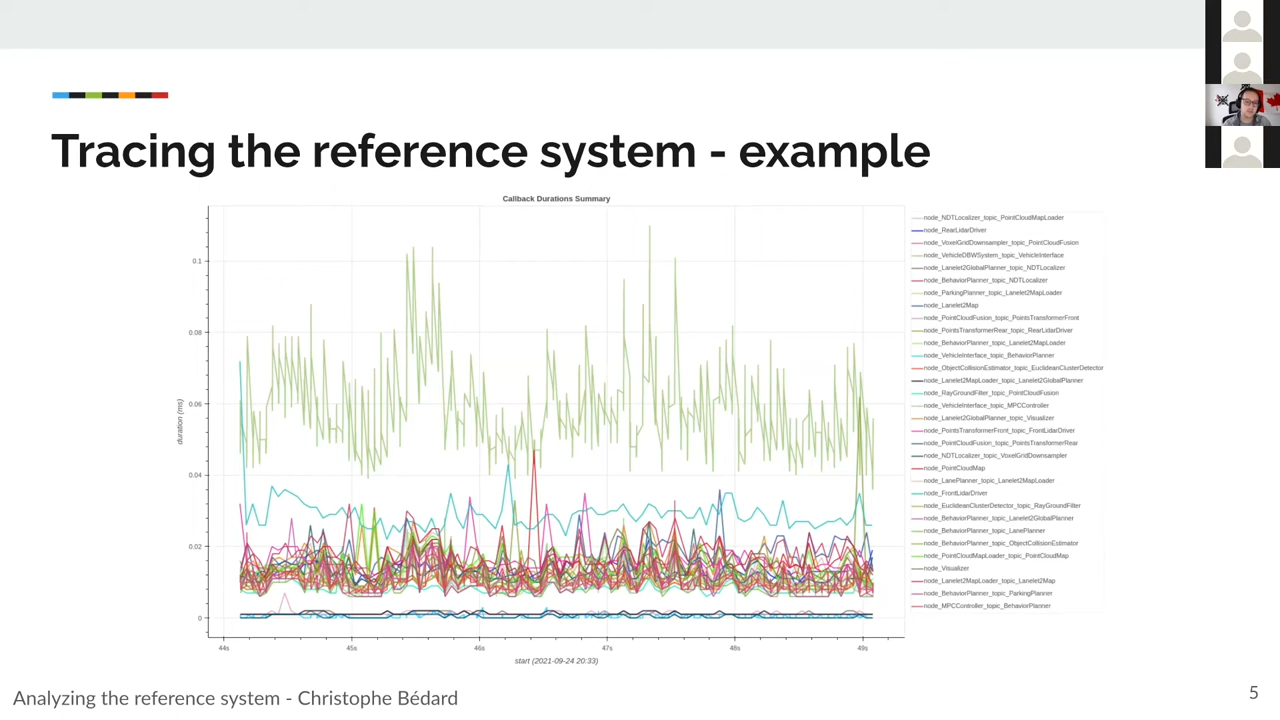 Tracing the reference system - example
Callback Durations Summary
node_NDTLocalizer_topic_PointCloudMapLoader
node_RearLidarDriver
node_VoxelGridDownsampler_topic_PointCloudFusion
node_VehicleDBWSystem_topic_VehicleInterface
node_Lanelet2GlobalPlanner_topic_NDTLocalizer
node_BehaviorPlanner_topic_NDTLocalizer
node_ParkingPlanner_topic_Lanelet2MapLoader
node_Lanelet2Map
node_PointCloudFusion_topic_PointsTransformerFront
node_PointsTransformerRear_topic_RearLidarDriver
node_BehaviorPlanner_topic_Lanelet2MapLoader
node_VehicleInterface_topic_BehaviorPlanner
node_ObjectCollisionEstimator_topic_EuclideanClusterDetector
node_Lanelet2MapLoader_topic_Lanelet2GlobalPlanner
node_RayGroundFilter_topic_PointCloudFusion
node_VehicleInterface_topic_MPCController
node_Lanelet2GlobalPlanner_topic_Visualizer
node_PointsTransformerFront_topic_FrontLidarDriver
node_PointCloudFusion_topic_PointsTransformerRear
node_NDTLocalizer_topic_VoxelGridDownsampler
node_PointCloudMap
node_LanePlanner_topic_Lanelet2MapLoader
node_FrontLidarDriver
node_EuclideanClusterDetector_topic_RayGroundFilter
node_BehaviorPlanner_topic_Lanelet2GlobalPlanner
node_BehaviorPlanner_topic_LanePlanner
node_BehaviorPlanner_topic_ObjectCollisionEstimator
node_PointCloudMapLoader_topic_PointCloudMap
node_Visualizer
node_Lanelet2MapLoader_topic_Lanelet2Map
node_BehaviorPlanner_topic_ParkingPlanner
node_MPCController_topic_BehaviorPlanner
duration (ms)
0.1
0.08
0.06
0.04
0.02
0
44s 45s 46s 47s 48s 49s
start (2021-09-24 20:33)
Analyzing the reference system - Christophe Bédard
5